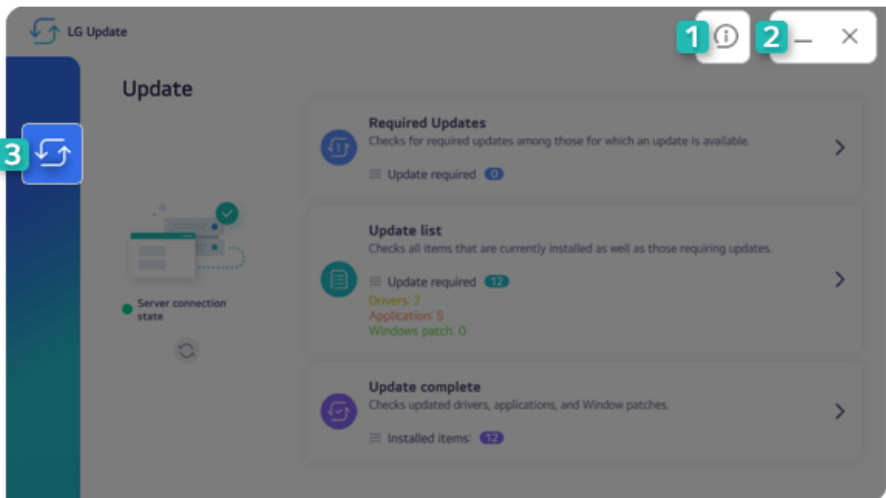 LG Update
1
2
Update
Required Updates
Checks for required updates among those for which an update is available.
Update required 0
3
Update list
Checks all items that are currently installed as well as those requiring updates.
Update required 12
Drivers: 7
Application: 5
Windows patch: 0
Server connection
state
Update complete
Checks updated drivers, applications, and Window patches.
Installed items: 12